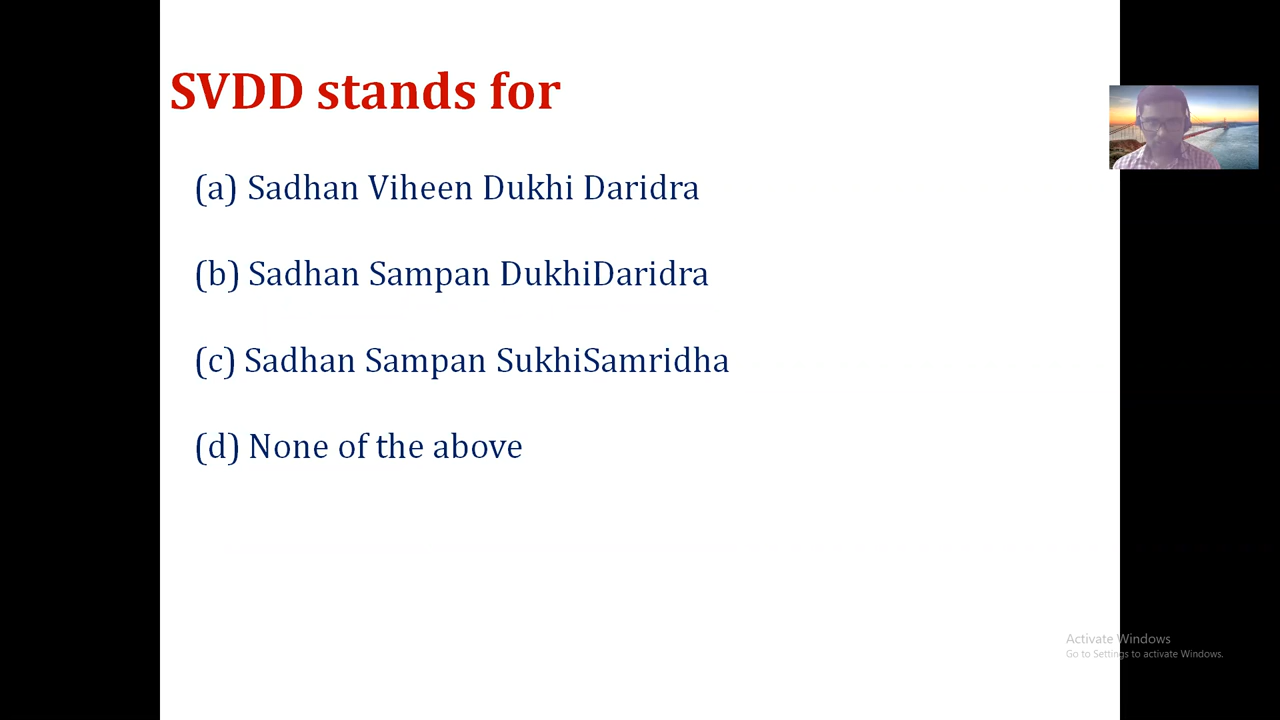 SVDD stands for
(a) Sadhan Viheen Dukhi Daridra
(b) Sadhan Sampan DukhiDaridra
(c) Sadhan Sampan SukhiSamridha
(d) None of the above
Activate Windows
Go to Settings to activate Windows.